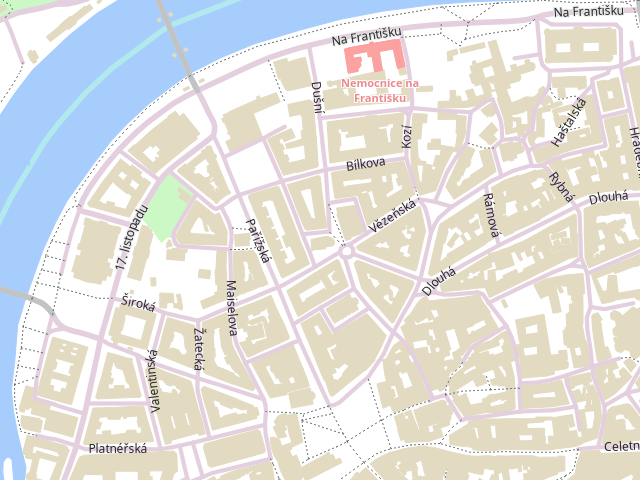 Na Františku
Na Františku
Nemocnice na
Františku
Dušní
Kozí
Haštalská
Bílkova
Rybná
Dlouhá
Rámová
Vězeňská
17. listopadu
Pařížská
Dlouhá
Široká
Maiselova
Žatecká
Valentinská
Platnéřská